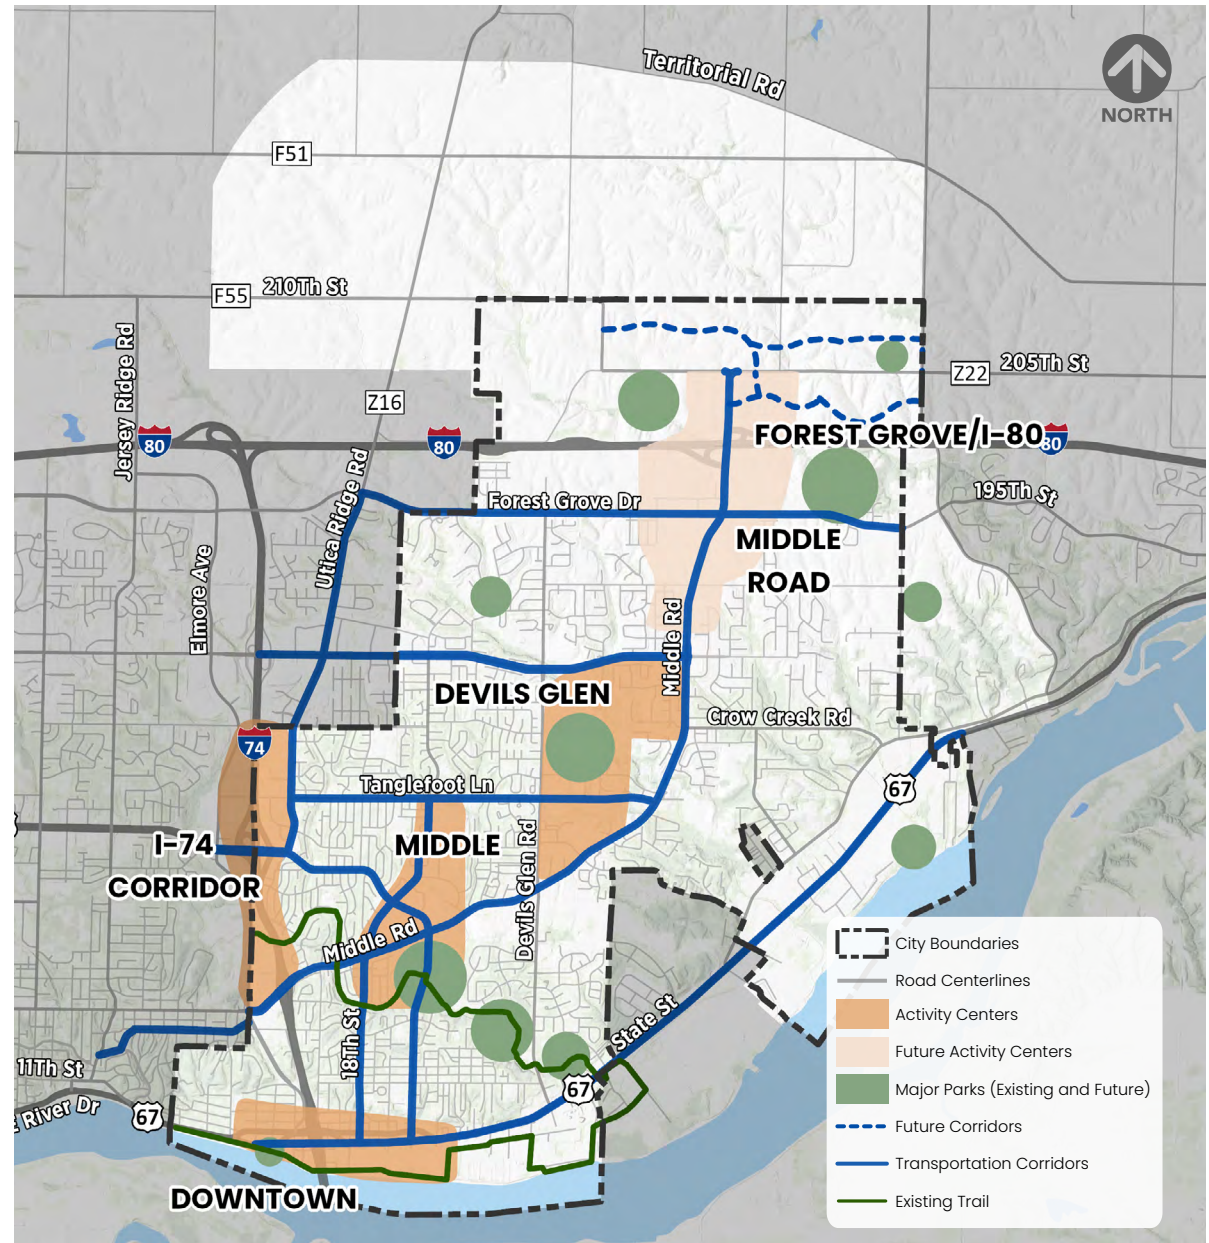 Territorial Rd
NORTH
F51
F55
210Th St
Jersey Ridge Rd
Z22
205Th St
Z16
80
80
FOREST GROVE/I-80
80
Utica Ridge Rd
Forest Grove Dr
195Th St
MIDDLE
ROAD
Elmore Ave
Middle Rd
DEVILS GLEN
Crow Creek Rd
74
Tanglefoot Ln
67
I-74
CORRIDOR
MIDDLE
Devils Glen Rd
Middle Rd
State St
18Th St
11Th St
E River Dr
67
67
DOWNTOWN
City Boundaries
Road Centerlines
Activity Centers
Future Activity Centers
Major Parks (Existing and Future)
Future Corridors
Transportation Corridors
Existing Trail